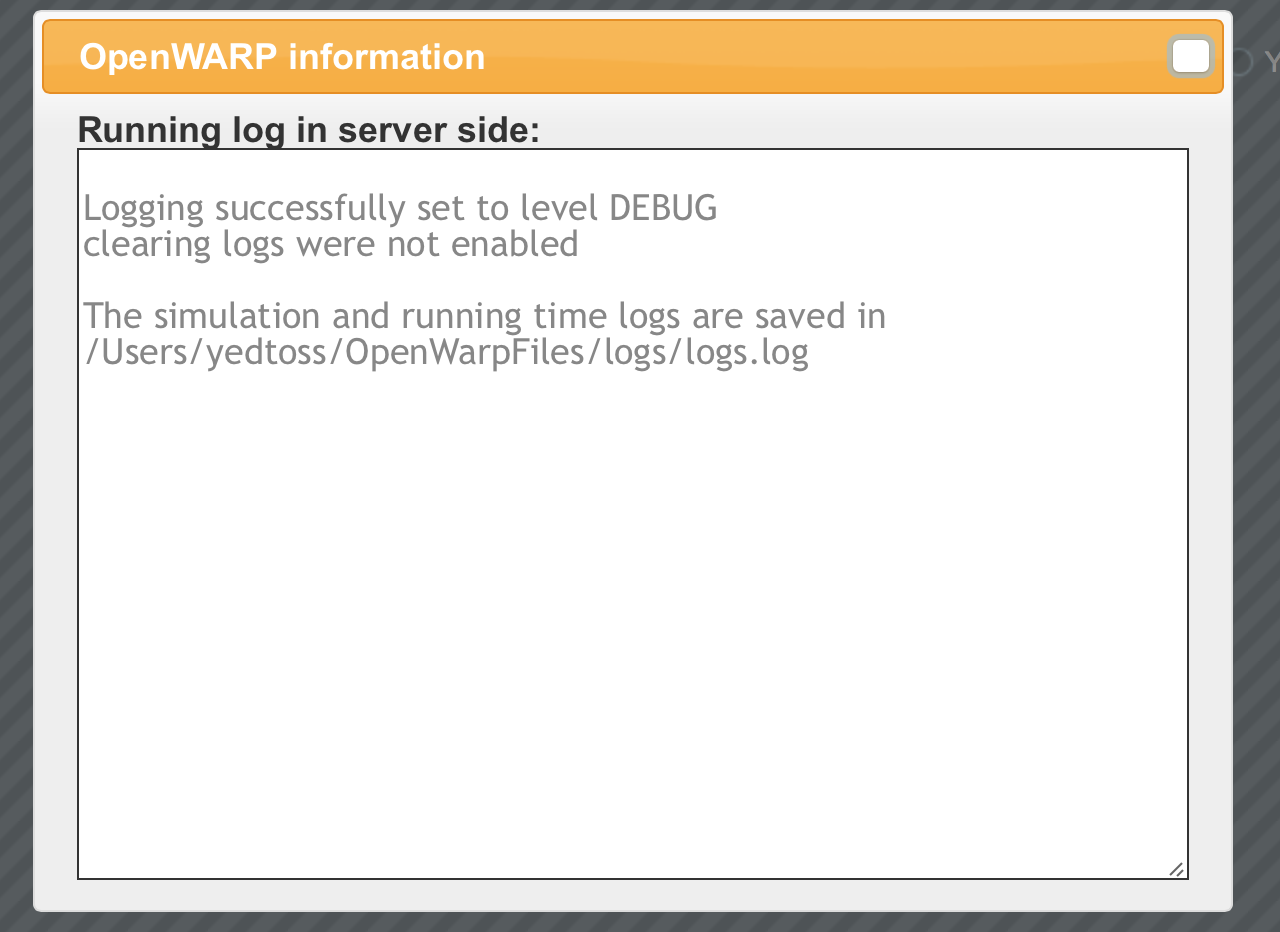 OpenWARP information
Y
Running log in server side:
Logging successfully set to level DEBUG
clearing logs were not enabled
The simulation and running time logs are saved in
/Users/yedtoss/OpenWarpFiles/logs/logs.log